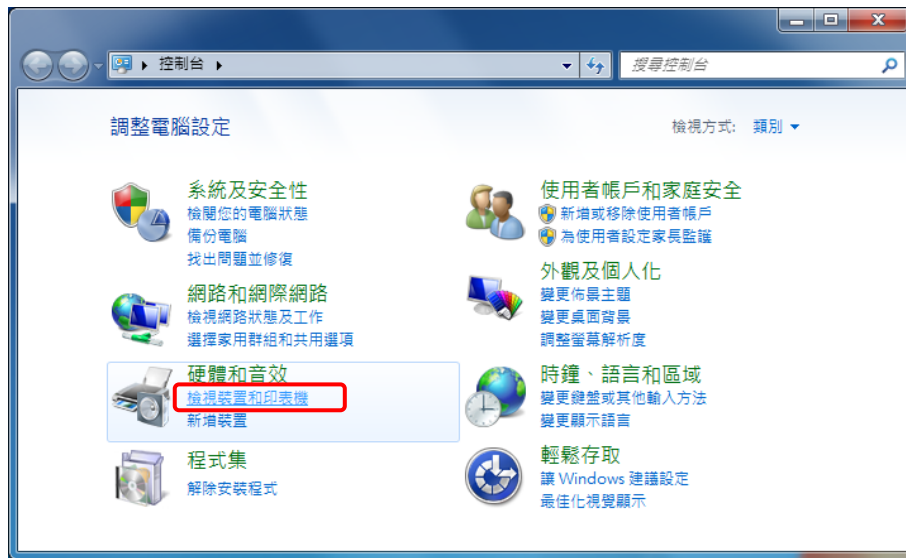 控制台
搜尋控制台
調整電腦設定
檢視方式: 類別
系統及安全性
檢閱您的電腦狀態
備份電腦
找出問題並修復
網路和網際網路
檢視網路狀態及工作
選擇家用群組和共用選項
硬體和音效
檢視裝置和印表機
新增裝置
程式集
解除安裝程式
使用者帳戶和家庭安全
新增或移除使用者帳戶
為使用者設定家長監護
外觀及個人化
變更佈景主題
變更桌面背景
調整螢幕解析度
時鐘、語言和區域
變更鍵盤或其他輸入方法
變更顯示語言
輕鬆存取
讓 Windows 建議設定
最佳化視覺顯示